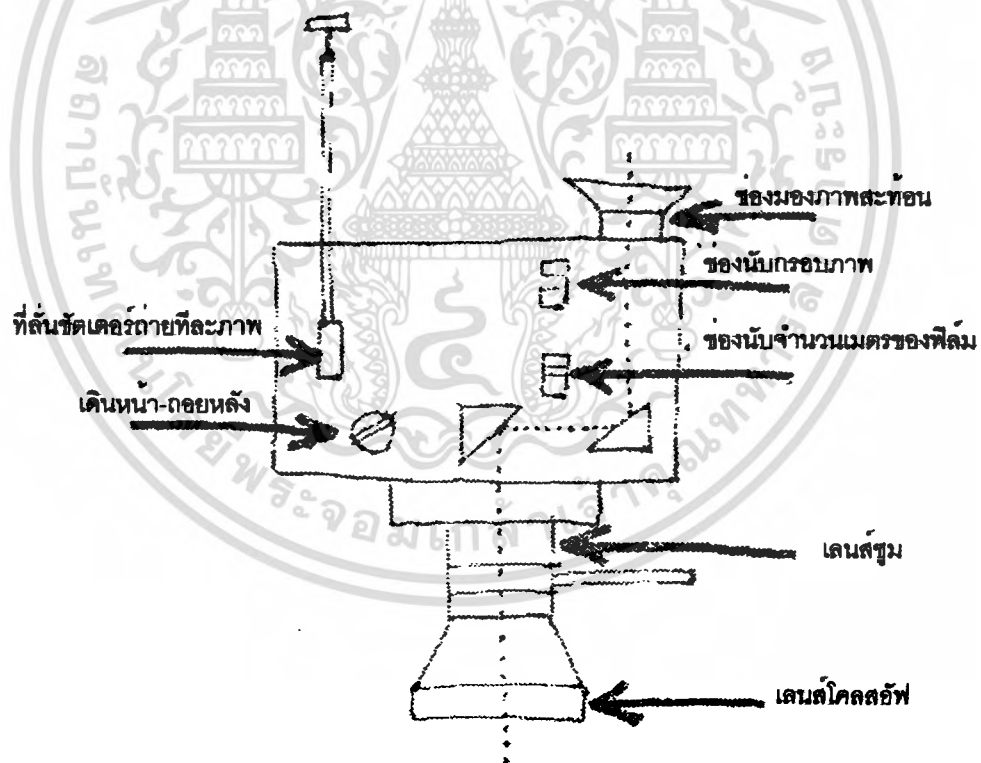 ช่องมองภาพสะท้อน
ช่องนับกรอบภาพ
ที่ลั่นชัตเตอร์ถ่ายทีละภาพ
ช่องนับจำนวนเมตรของฟิล์ม
เดินหน้า-ถอยหลัง
เลนส์ซูม
เลนส์โคลสอัฟ